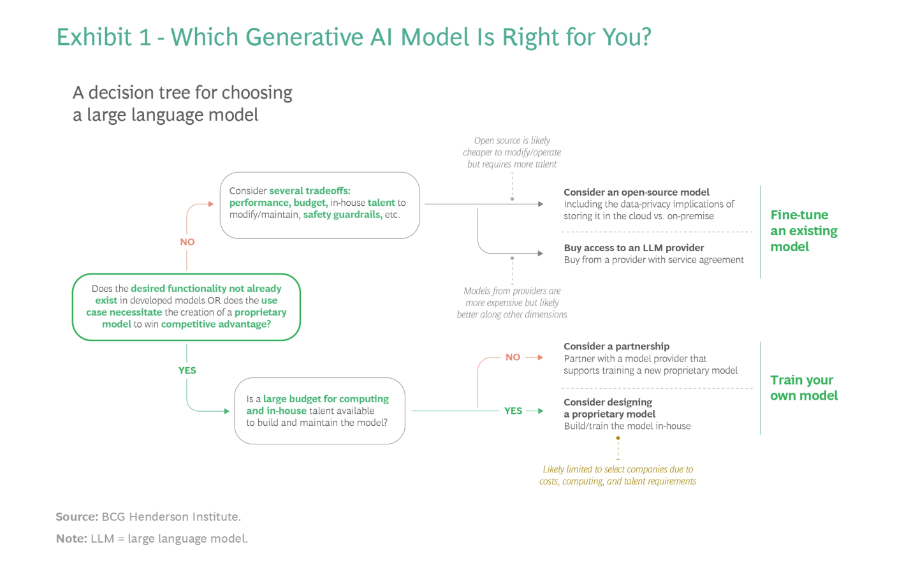 Exhibit 1 - Which Generative AI Model Is Right for You?
A decision tree for choosing
a large language model
Open source is likely
cheaper to modify/operate
but requires more talent
Consider several tradeoffs:
performance, budget, in-house talent to
modify/maintain, safety guardrails, etc.
Consider an open-source model
Including the data-privacy implications of
storing it in the cloud vs. on-premise
Fine-tune
an existing
model
NO
Buy access to an LLM provider
Buy from a provider with service agreement
Does the desired functionality not already
exist in developed models OR does the use
case necessitate the creation of a proprietary
model to win competitive advantage?
Models from providers are
more expensive but likely
better along other dimensions
YES
NO
Consider a partnership
Partner with a model provider that
supports training a new proprietary model
Train your
own model
Is a large budget for computing
and in-house talent available
to build and maintain the model?
YES
Consider designing
a proprietary model
Build/train the model in-house
Likely limited to select companies due to
costs, computing, and talent requirements
Source: BCG Henderson Institute.
Note: LLM = large language model.